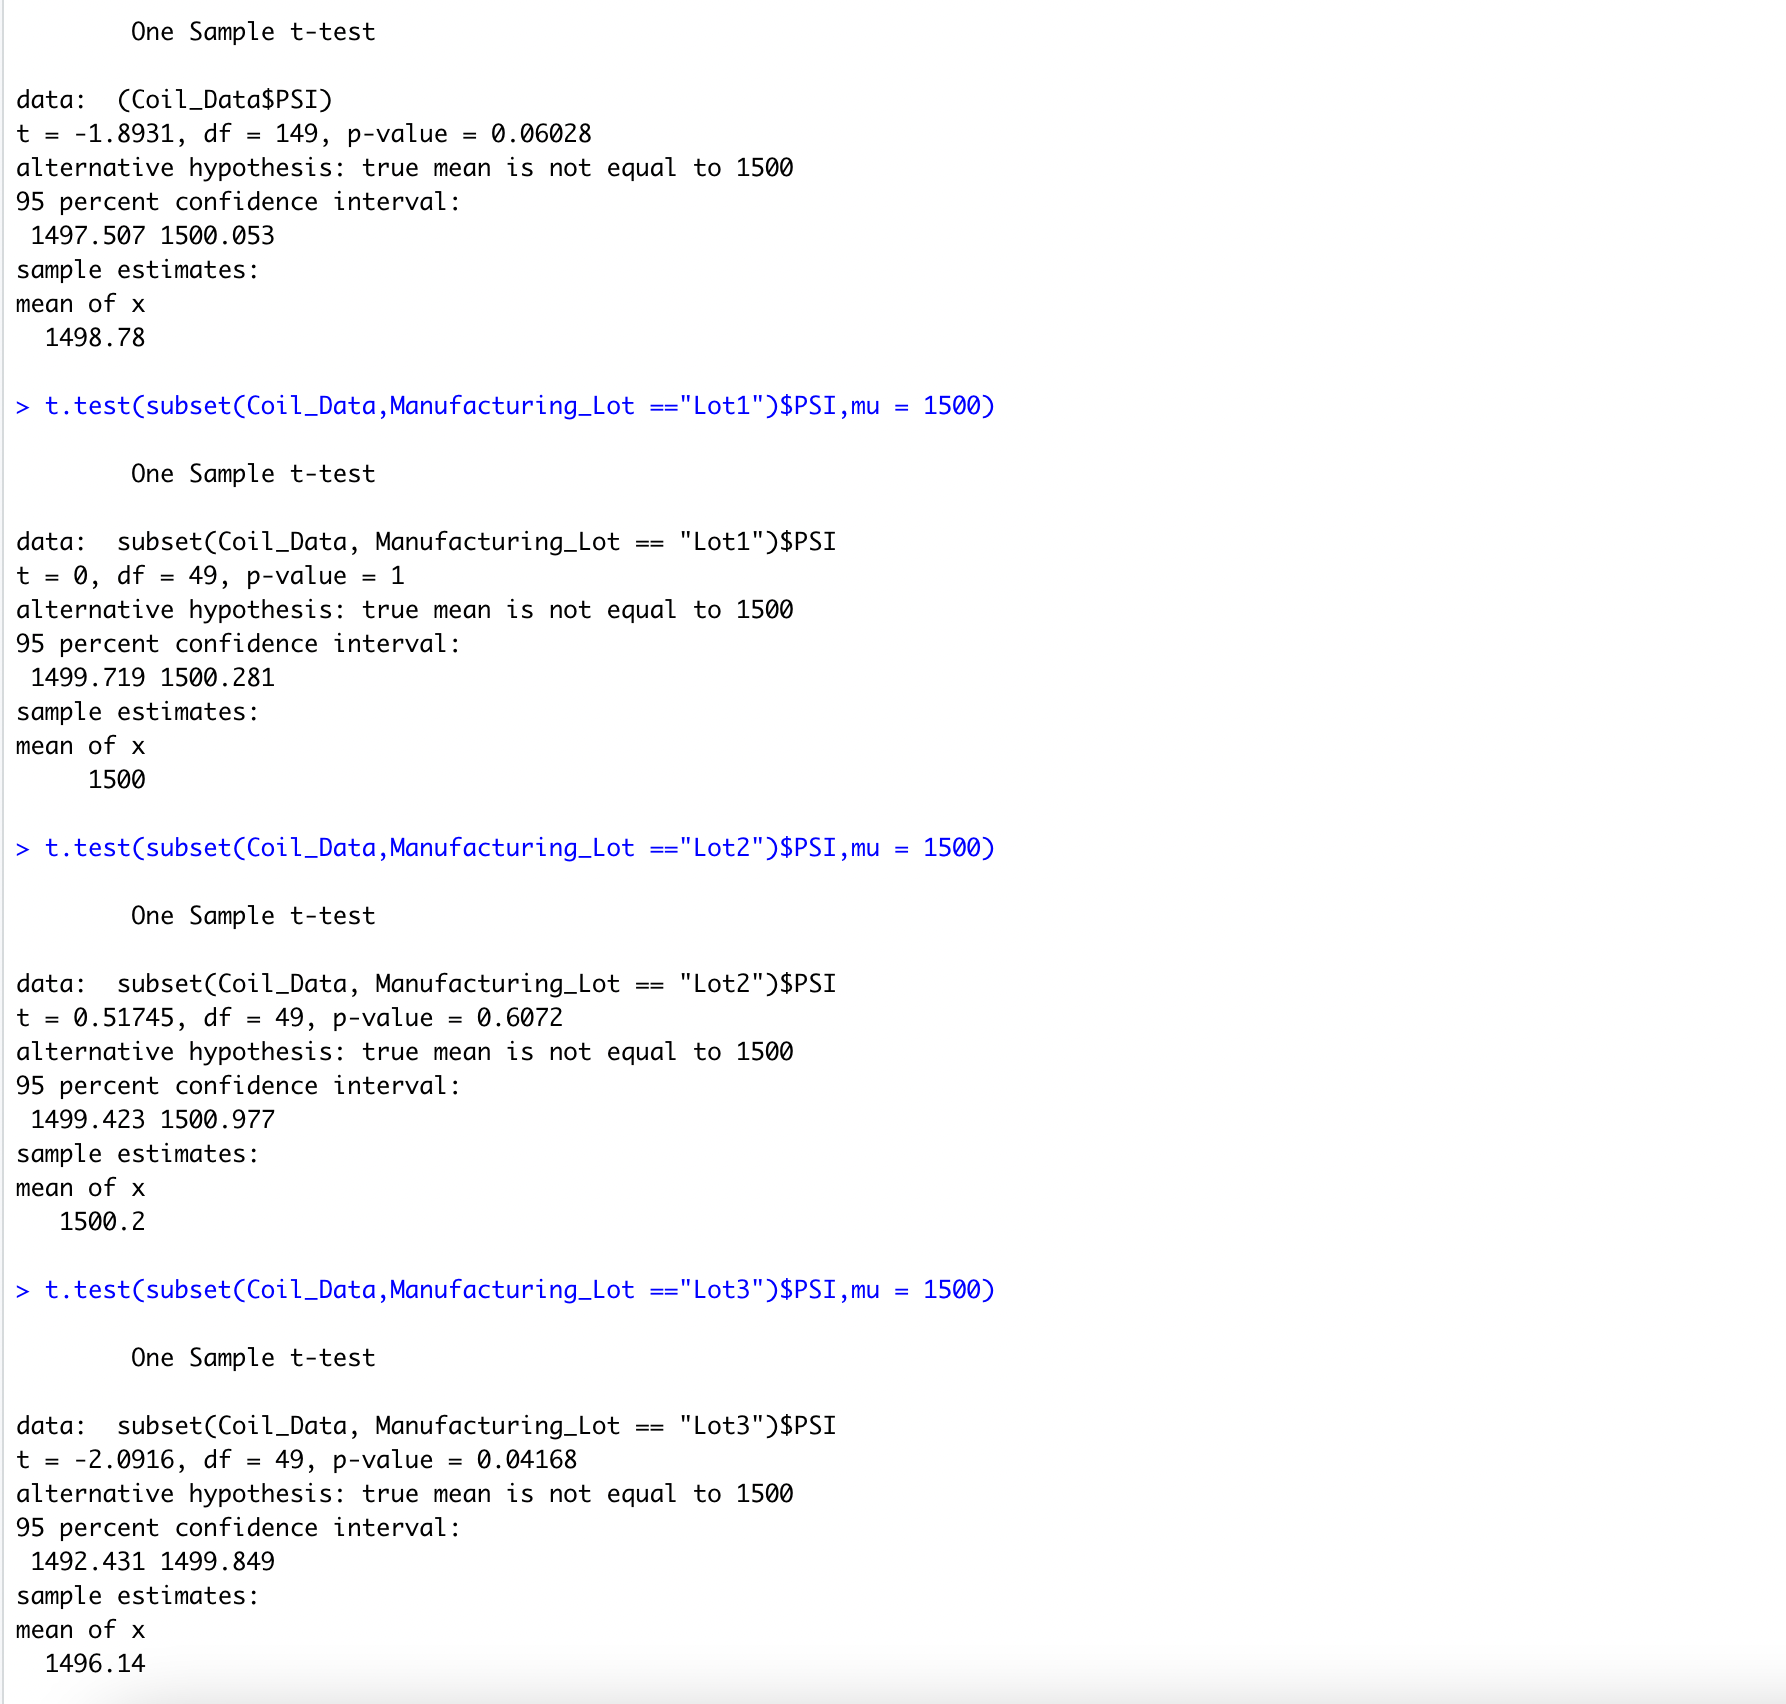 One Sample t-test
data:  (Coil_Data$PSI)
t = -1.8931, df = 149, p-value = 0.06028
alternative hypothesis: true mean is not equal to 1500
95 percent confidence interval:
 1497.507 1500.053
sample estimates:
mean of x
  1498.78
> t.test(subset(Coil_Data,Manufacturing_Lot =="Lot1")$PSI,mu = 1500)
One Sample t-test
data:  subset(Coil_Data, Manufacturing_Lot == "Lot1")$PSI
t = 0, df = 49, p-value = 1
alternative hypothesis: true mean is not equal to 1500
95 percent confidence interval:
 1499.719 1500.281
sample estimates:
mean of x
     1500
> t.test(subset(Coil_Data,Manufacturing_Lot =="Lot2")$PSI,mu = 1500)
One Sample t-test
data:  subset(Coil_Data, Manufacturing_Lot == "Lot2")$PSI
t = 0.51745, df = 49, p-value = 0.6072
alternative hypothesis: true mean is not equal to 1500
95 percent confidence interval:
 1499.423 1500.977
sample estimates:
mean of x
   1500.2
> t.test(subset(Coil_Data,Manufacturing_Lot =="Lot3")$PSI,mu = 1500)
One Sample t-test
data:  subset(Coil_Data, Manufacturing_Lot == "Lot3")$PSI
t = -2.0916, df = 49, p-value = 0.04168
alternative hypothesis: true mean is not equal to 1500
95 percent confidence interval:
 1492.431 1499.849
sample estimates:
mean of x
  1496.14